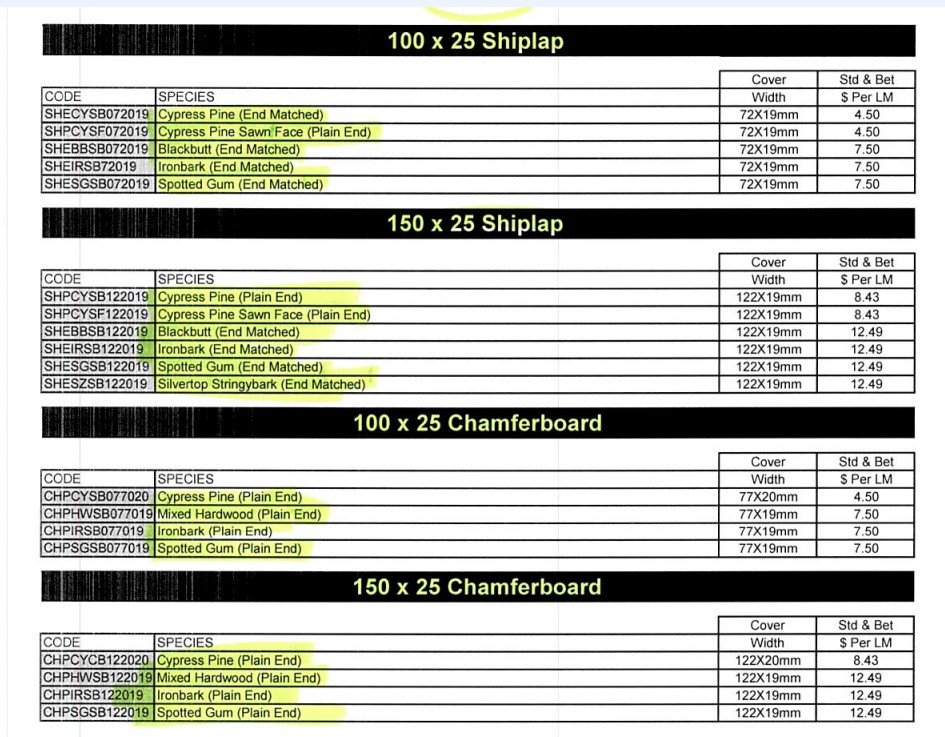 100 x 25 Shiplap
Cover Std & Bet
CODE SPECIES Width $ Per LM
SHECYSB072019 Cypress Pine (End Matched) 72X19mm 4.50
SHPCYSF072019 Cypress Pine Sawn Face (Plain End) 72X19mm 4.50
SHEBBSB072019 Blackbutt (End Matched) 72X19mm 7.50
SHEIRSB72019 Ironbark (End Matched) 72X19mm 7.50
SHESGSB072019 Spotted Gum (End Matched) 72X19mm 7.50
150 x 25 Shiplap
Cover Std & Bet
CODE SPECIES Width $ Per LM
SHPCYSB122019 Cypress Pine (Plain End) 122X19mm 8.43
SHPCYSF122019 Cypress Pine Sawn Face (Plain End) 122X19mm 8.43
SHEBBSB122019 Blackbutt (End Matched) 122X19mm 12.49
SHEIRSB122019 Ironbark (End Matched) 122X19mm 12.49
SHESGSB122019 Spotted Gum (End Matched) 122X19mm 12.49
SHESZSB122019 Silvertop Stringybark (End Matched) 122X19mm 12.49
100 x 25 Chamferboard
Cover Std & Bet
CODE SPECIES Width $ Per LM
CHPCYSB077020 Cypress Pine (Plain End) 77X20mm 4.50
CHPHWSB077019 Mixed Hardwood (Plain End) 77X19mm 7.50
CHPIRSB077019 Ironbark (Plain End) 77X19mm 7.50
CHPSGSB077019 Spotted Gum (Plain End) 77X19mm 7.50
150 x 25 Chamferboard
Cover Std & Bet
CODE SPECIES Width $ Per LM
CHPCYCB122020 Cypress Pine (Plain End) 122X20mm 8.43
CHPHWSB122019 Mixed Hardwood (Plain End) 122X19mm 12.49
CHPIRSB122019 Ironbark (Plain End) 122X19mm 12.49
CHPSGSB122019 Spotted Gum (Plain End) 122X19mm 12.49